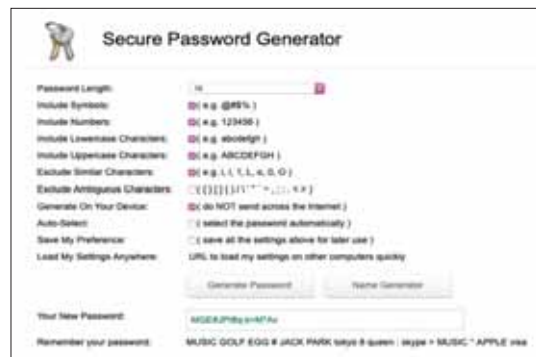 Secure Password Generator
Password Length:
Include Symbols: ( e.g. @#$% )
Include Numbers: ( e.g. 123456 )
Include Lowercase Characters: ( e.g. abcdefgh )
Include Uppercase Characters: ( e.g. ABCDEFGH )
Exclude Similar Characters: ( e.g. i, l, 1, L, o, 0, O )
Exclude Ambiguous Characters:
Generate On Your Device: ( do NOT send across the Internet )
Auto-Select: ( select the password automatically )
Save My Preference: ( save all the settings above for later use )
Load My Settings Anywhere: URL to load my settings on other computers quickly
Generate Password Name Generator
Your New Password:
Remember your password: MUSIC GOLF EGG # JACK PARK tokyo 8 queen : skype > MUSIC * APPLE visa